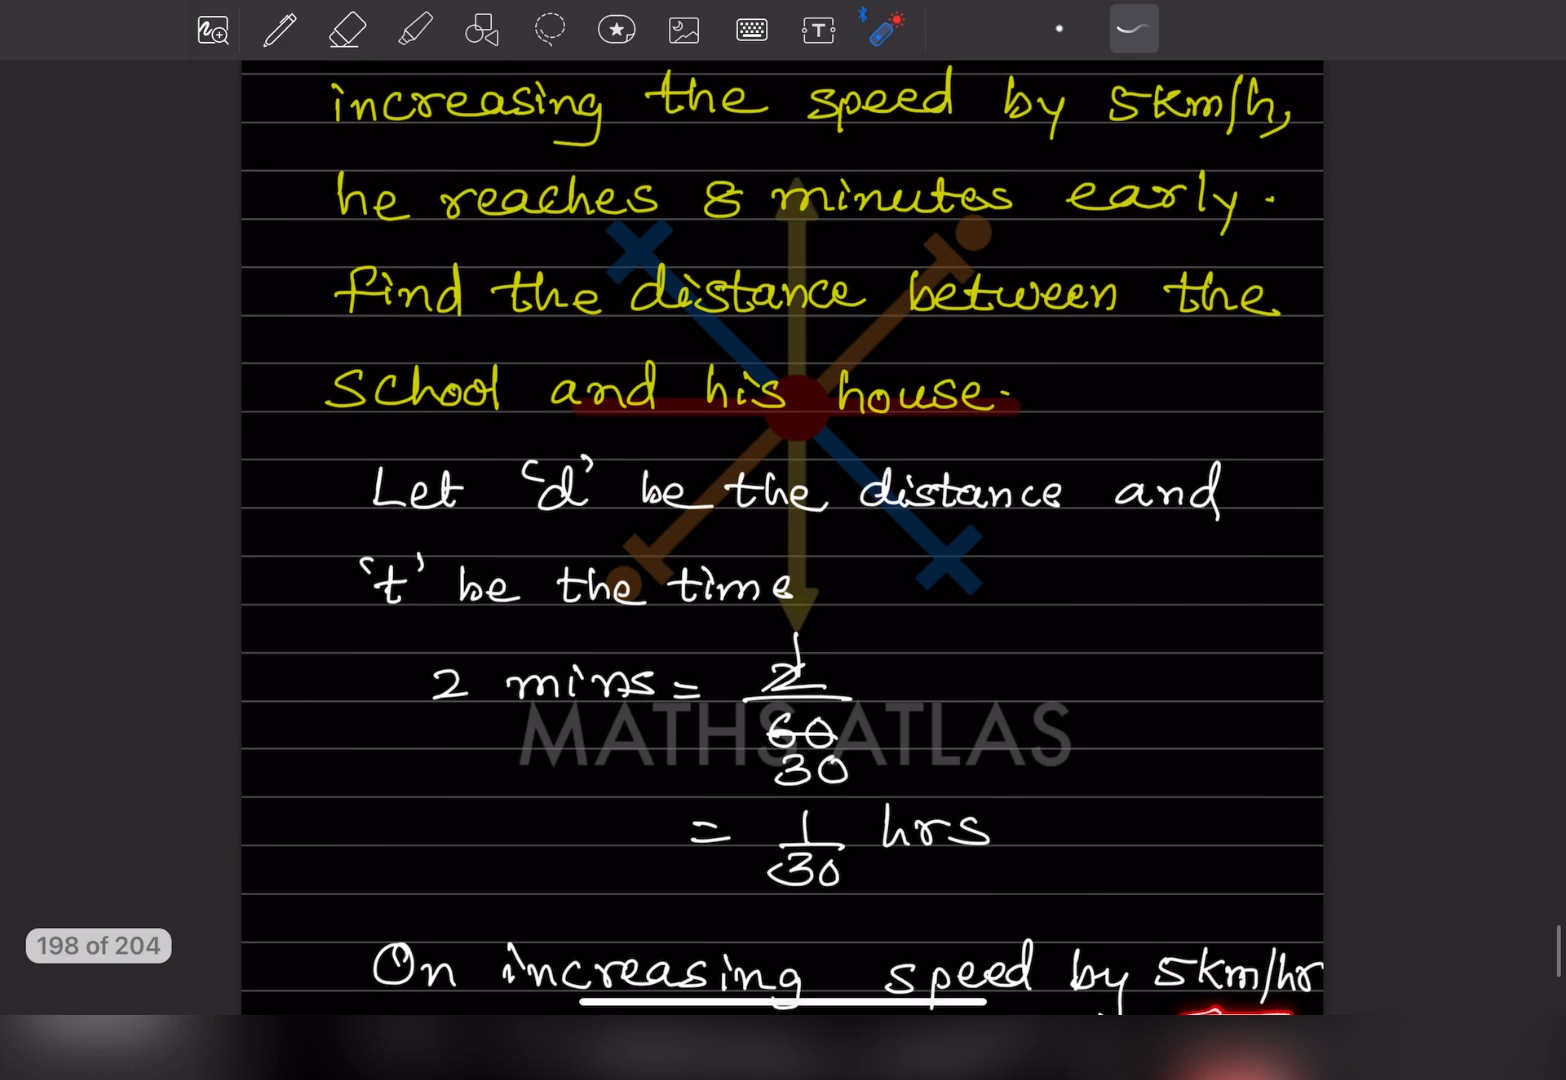 increasing the speed by 5km/h,
he reaches 8 minutes early.
find the distance between the
school and his house.
Let 'd' be the distance and
't' be the time
2 mins = 2/60
1
30
= 1/30 hrs
MATHS ATLAS
On increasing speed by 5km/hr
198 of 204